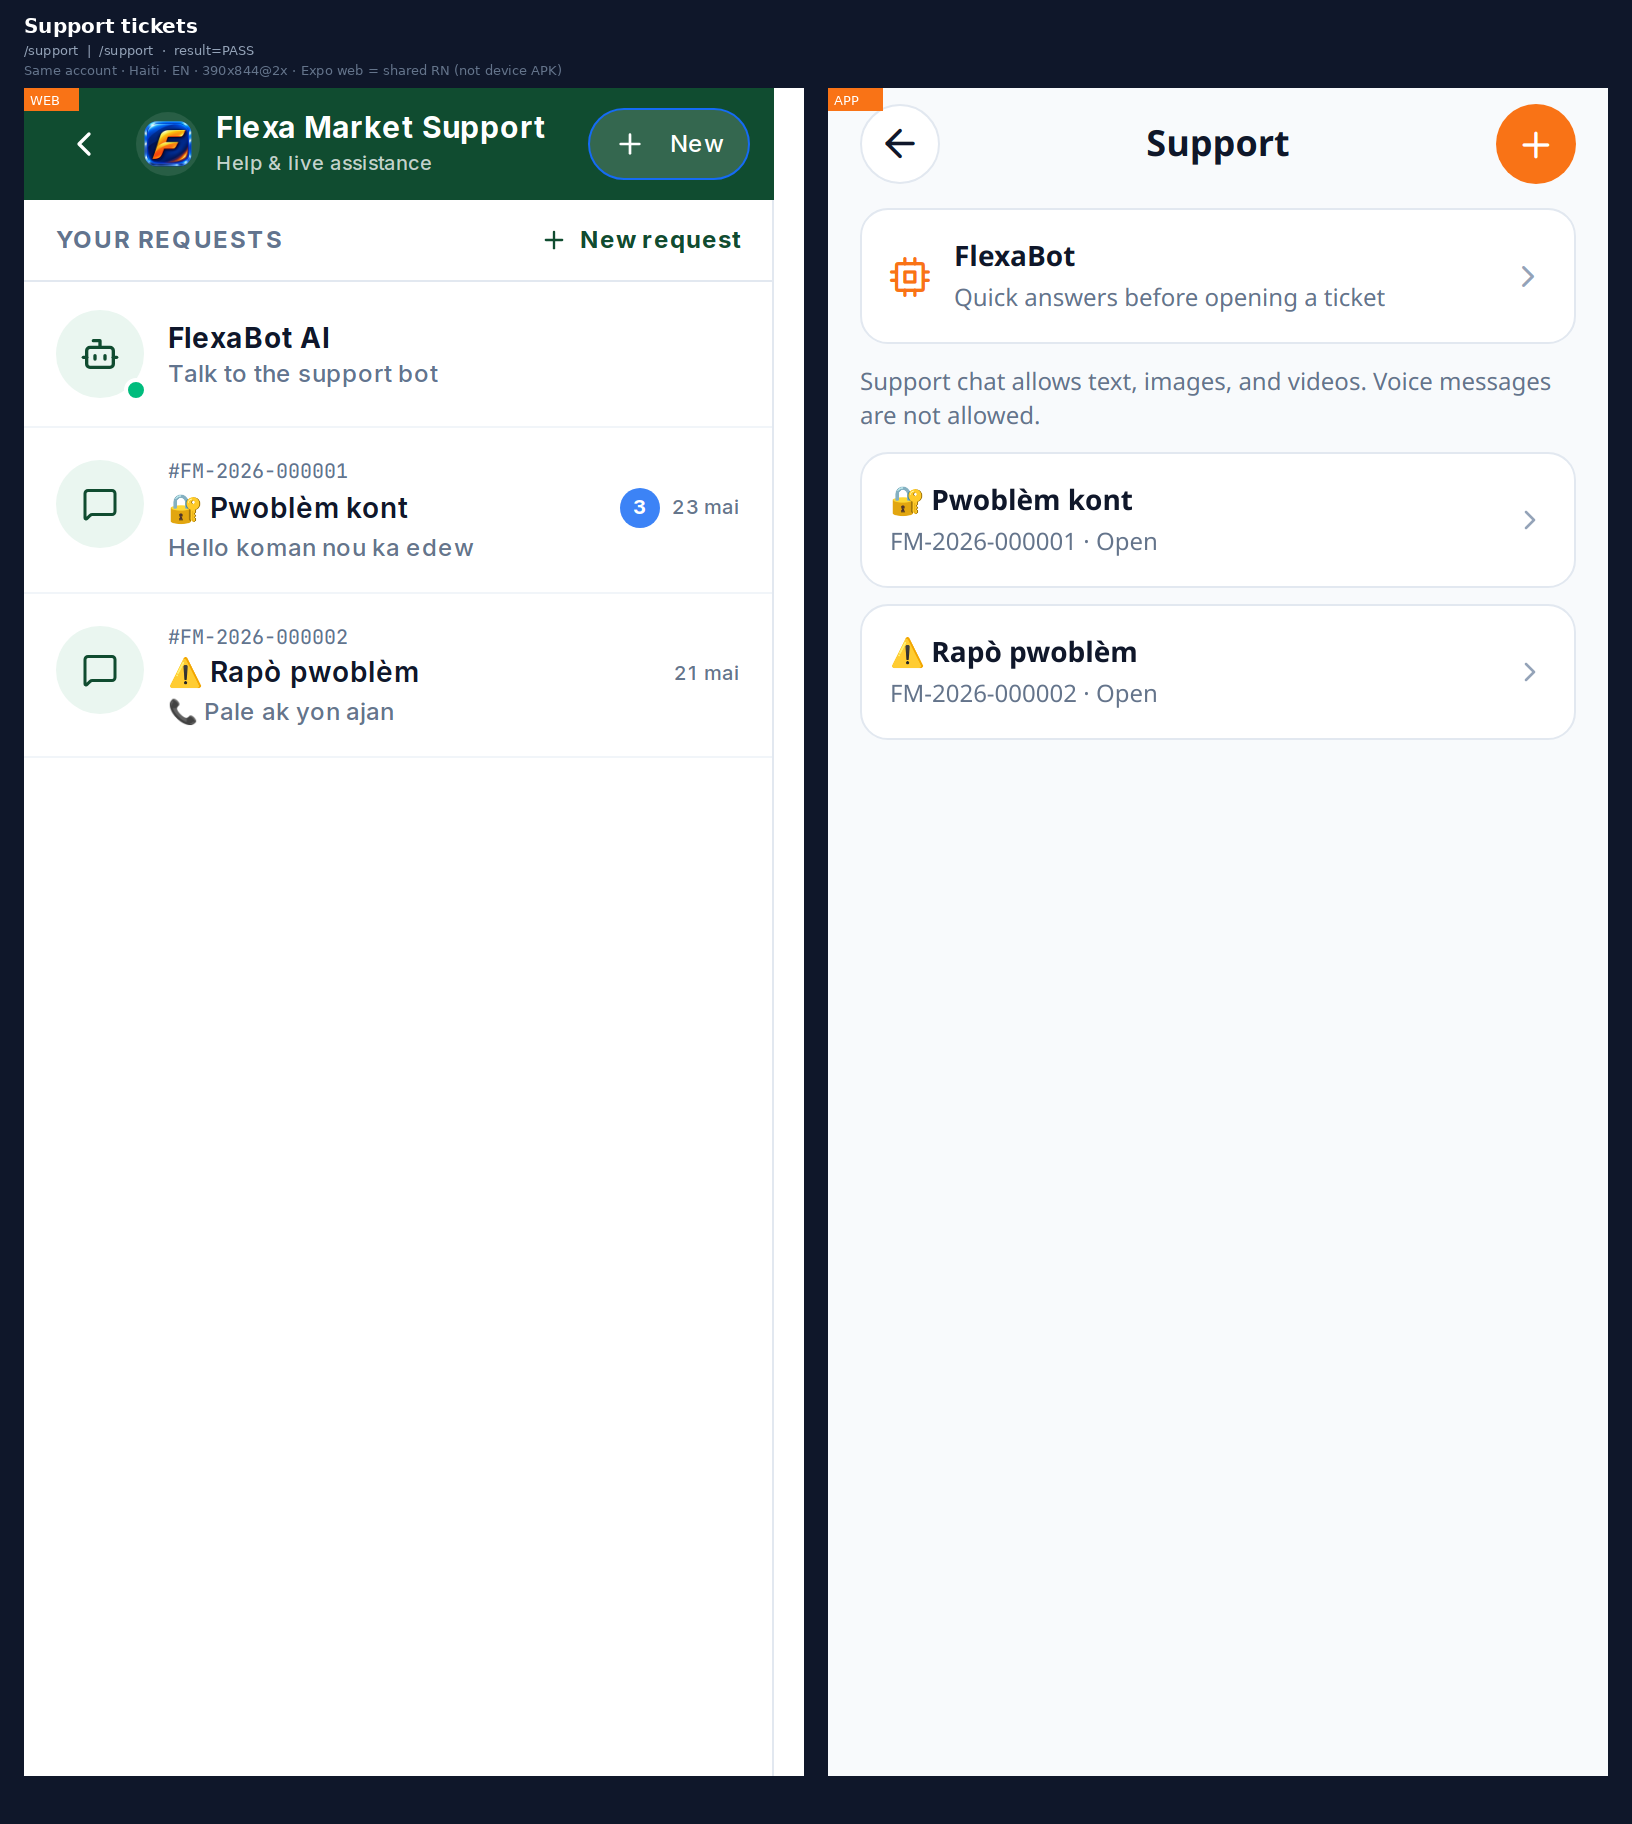 Support tickets
/support | /support · result=PASS
Same account · Haiti · EN · 390x844@2x · Expo web = shared RN (not device APK)
WEB
Flexa Market Support
Help & live assistance
New
YOUR REQUESTS
New request
FlexaBot AI
Talk to the support bot
#FM-2026-000001
🔐 Pwoblèm kont
3
23 mai
Hello koman nou ka edew
#FM-2026-000002
⚠️ Rapò pwoblèm
21 mai
📞 Pale ak yon ajan
APP
Support
FlexaBot
Quick answers before opening a ticket
Support chat allows text, images, and videos. Voice messages
are not allowed.
🔐 Pwoblèm kont
FM-2026-000001 · Open
⚠️ Rapò pwoblèm
FM-2026-000002 · Open